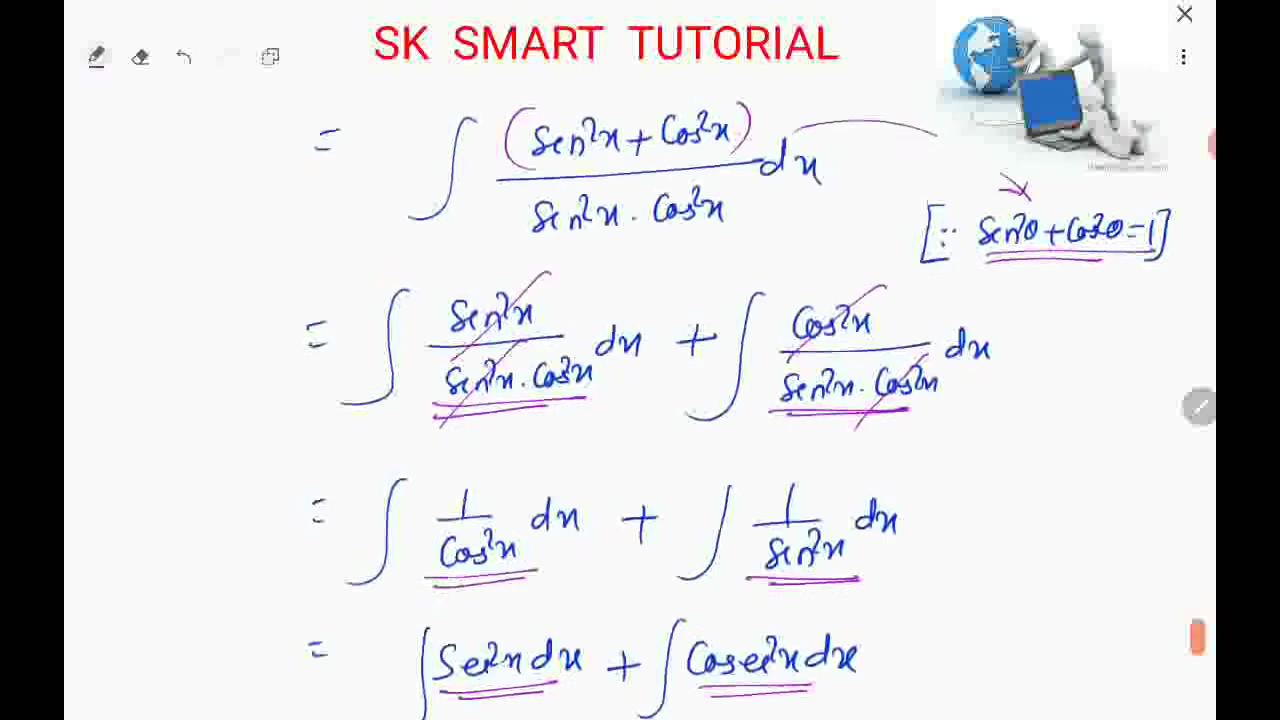 SK SMART TUTORIAL
= ∫ (Sin²x + Cos²x) / (Sin²x . Cos²x) dx
[∵ Sin²θ + Cos²θ = 1]
= ∫ Sin²x / (Sin²x . Cos²x) dx + ∫ Cos²x / (Sin²x . Cos²x) dx
= ∫ 1 / Cos²x dx + ∫ 1 / Sin²x dx
= ∫ Sec²x dx + ∫ Cosec²x dx